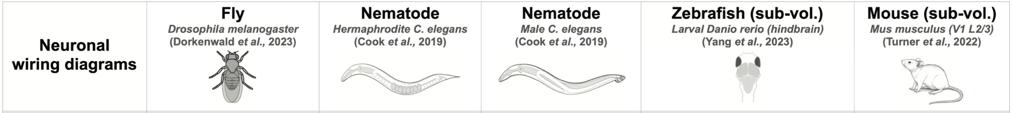 Neuronal
wiring diagrams
Fly
Drosophila melanogaster
(Dorkenwald et al., 2023)
Nematode
Hermaphrodite C. elegans
(Cook et al., 2019)
Nematode
Male C. elegans
(Cook et al., 2019)
Zebrafish (sub-vol.)
Larval Danio rerio (hindbrain)
(Yang et al., 2023)
Mouse (sub-vol.)
Mus musculus (V1 L2/3)
(Turner et al., 2022)